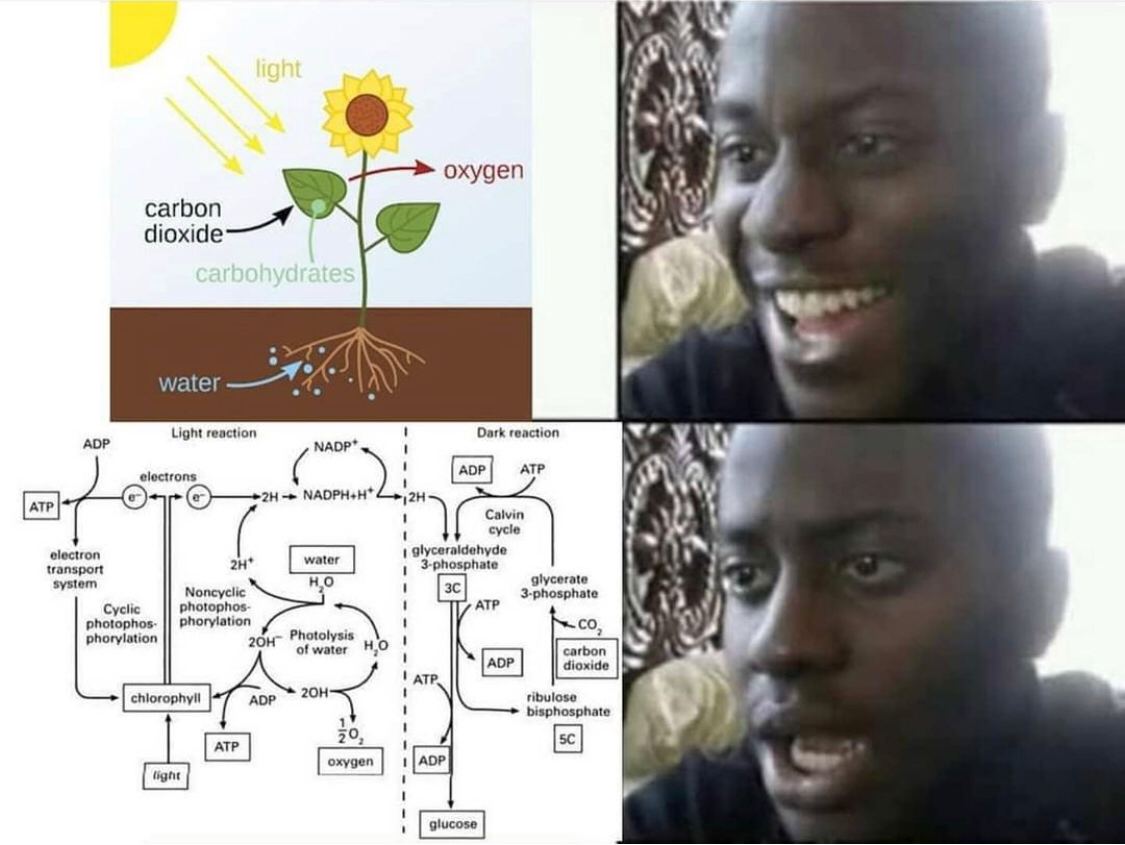 light
oxygen
carbon
dioxide
carbohydrates
water
Light reaction
Dark reaction
ADP
NADP⁺
ADP
ATP
electrons
ATP
e⁻
e⁻
2H
NADPH+H⁺
2H
Calvin
cycle
electron
transport
system
2H⁺
water
H₂O
glyceraldehyde
3-phosphate
3C
glycerate
3-phosphate
Cyclic
photophos-
phorylation
Noncyclic
photophos-
phorylation
ATP
CO₂
2OH⁻
Photolysis
of water
H₂O
ADP
carbon
dioxide
chlorophyll
ADP
2OH
ATP
ribulose
bisphosphate
5C
ATP
½O₂
oxygen
ADP
light
glucose